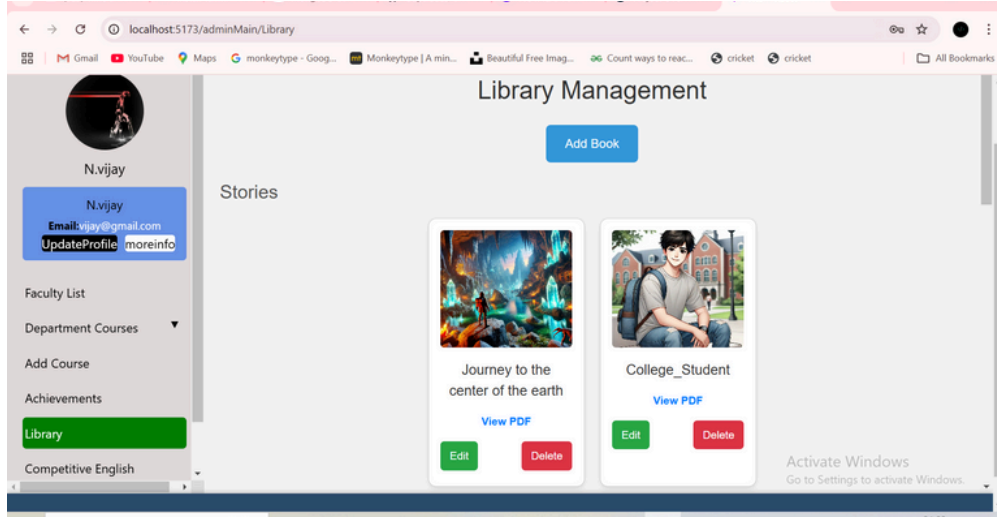 localhost:5173/adminMain/Library
Gmail YouTube Maps monkeytype - Goog... Monkeytype | A min... Beautiful Free Imag... Count ways to reac... cricket cricket All Bookmarks
Library Management
Add Book
N.vijay
N.vijay
Email:vijay@gmail.com
UpdateProfile moreinfo
Faculty List
Department Courses
Add Course
Achievements
Library
Competitive English
Stories
Journey to the
center of the earth
View PDF
Edit Delete
College_Student
View PDF
Edit Delete
Activate Windows
Go to Settings to activate Windows.